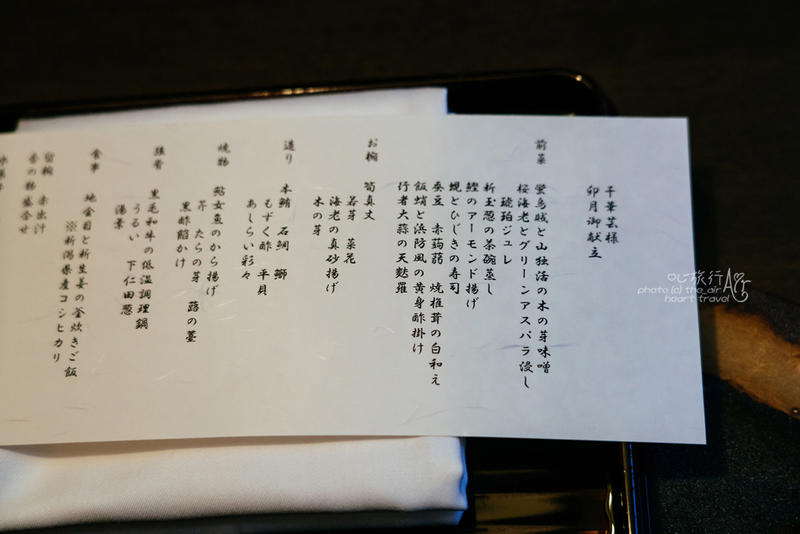 千華芸様
卯月御献立
前菜
蛍烏賊と山独活の木の芽味噌
桜海老とグリーンアスパラ浸し
琥珀ジュレ
新玉葱の茶碗蒸し
鰹のアーモンド揚げ
蜆とひじきの寿司
蚕豆 赤蒟蒻 焼椎茸の白和え
飯蛸と浜防風の黄身酢掛け
行者大蒜の天麩羅
お椀
筍真丈
若芽 菜花
海老の真砂揚げ
木の芽
造り
本鮪 石鯛 鰤
もずく酢 平貝
あしらい彩々
焼物
鮎女魚のから揚げ
芹 たらの芽 蕗の薹
黒酢餡かけ
強肴
黒毛和牛の低温調理鍋
うるい 下仁田葱
湯葉
食事
地金目と新生姜の釜炊きご飯
※新潟県産コシヒカリ
留椀 赤出汁
香の物盛合せ
心旅行
photo (c) the_air
heart travel